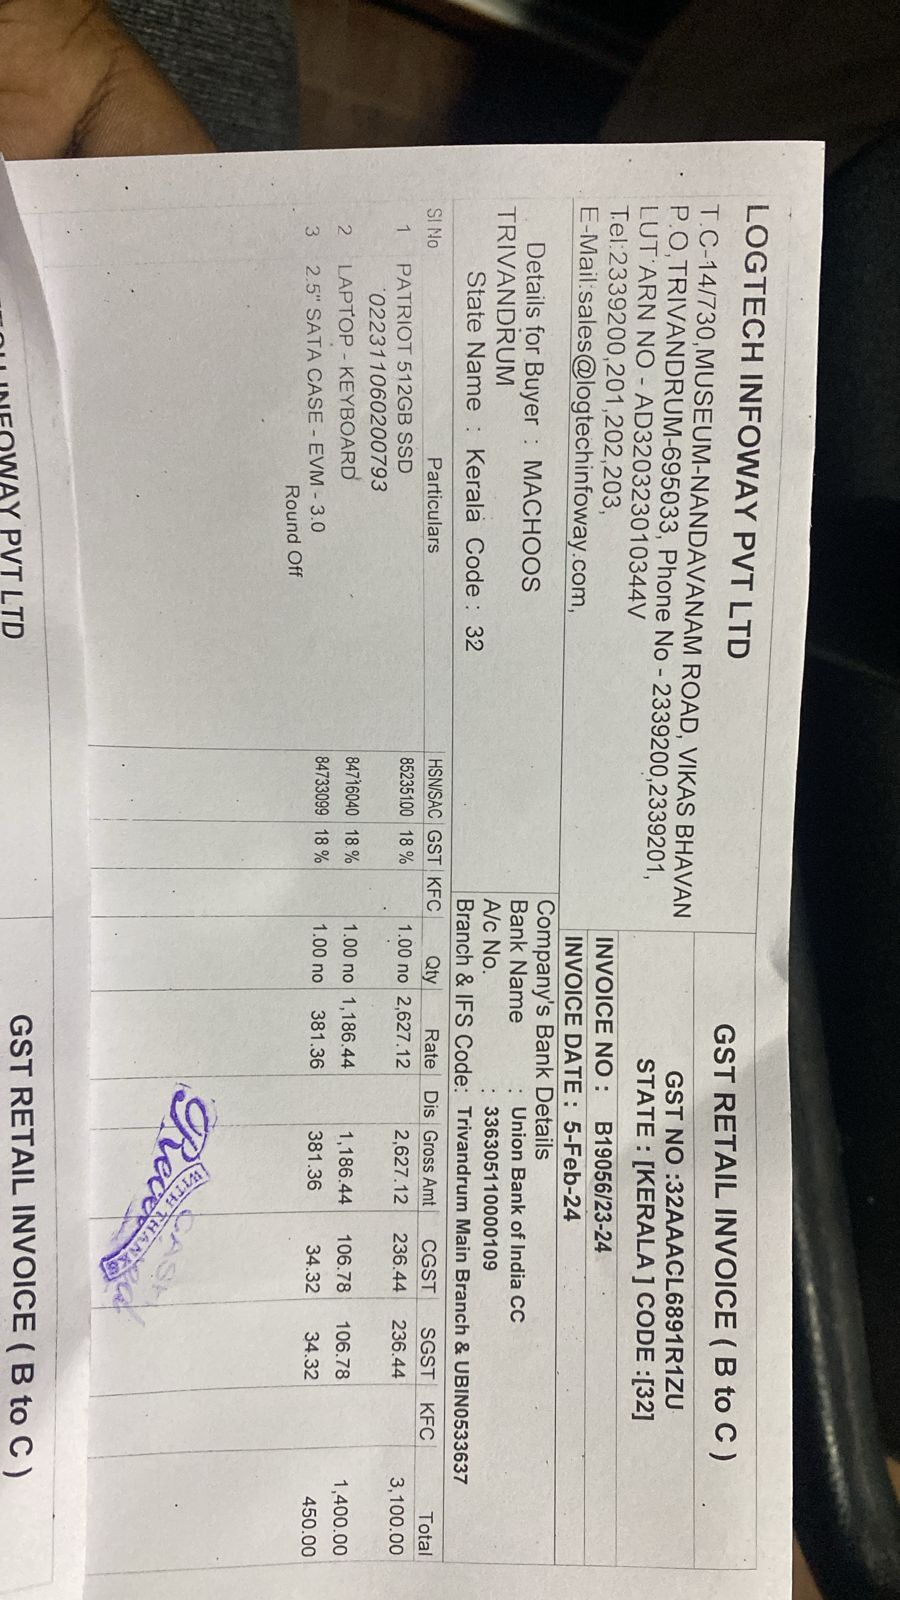 LOGTECH INFOWAY PVT LTD
T.C-14/730,MUSEUM-NANDAVANAM ROAD, VIKAS BHAVAN
P.O,TRIVANDRUM-695033, Phone No - 2339200,2339201,
LUT ARN NO - AD320323010344V
Tel:2339200,201,202,203,
E-Mail:sales@logtechinfoway.com,
GST RETAIL INVOICE ( B to C )
GST NO :32AAACL6891R1ZU
STATE : [KERALA ] CODE :[32]
INVOICE NO : B19056/23-24
INVOICE DATE : 5-Feb-24
Details for Buyer : MACHOOS
TRIVANDRUM
State Name : Kerala Code : 32
Company's Bank Details
Bank Name : Union Bank of India CC
A/c No. : 336305110000109
Branch & IFS Code: Trivandrum Main Branch & UBIN0533637
SI No Particulars HSN/SAC GST KFC Qty Rate Dis Gross Amt CGST SGST KFC Total
1 PATRIOT 512GB SSD 85235100 18 % 1.00 no 2,627.12 2,627.12 236.44 236.44 3,100.00
022311060200793
2 LAPTOP - KEYBOARD 84716040 18 % 1.00 no 1,186.44 1,186.44 106.78 106.78 1,400.00
3 2.5" SATA CASE - EVM - 3.0 84733099 18 % 1.00 no 381.36 381.36 34.32 34.32 450.00
Round Off
CASH
Received
WITH THANKS
INFOWAY PVT LTD
GST RETAIL INVOICE ( B to C )